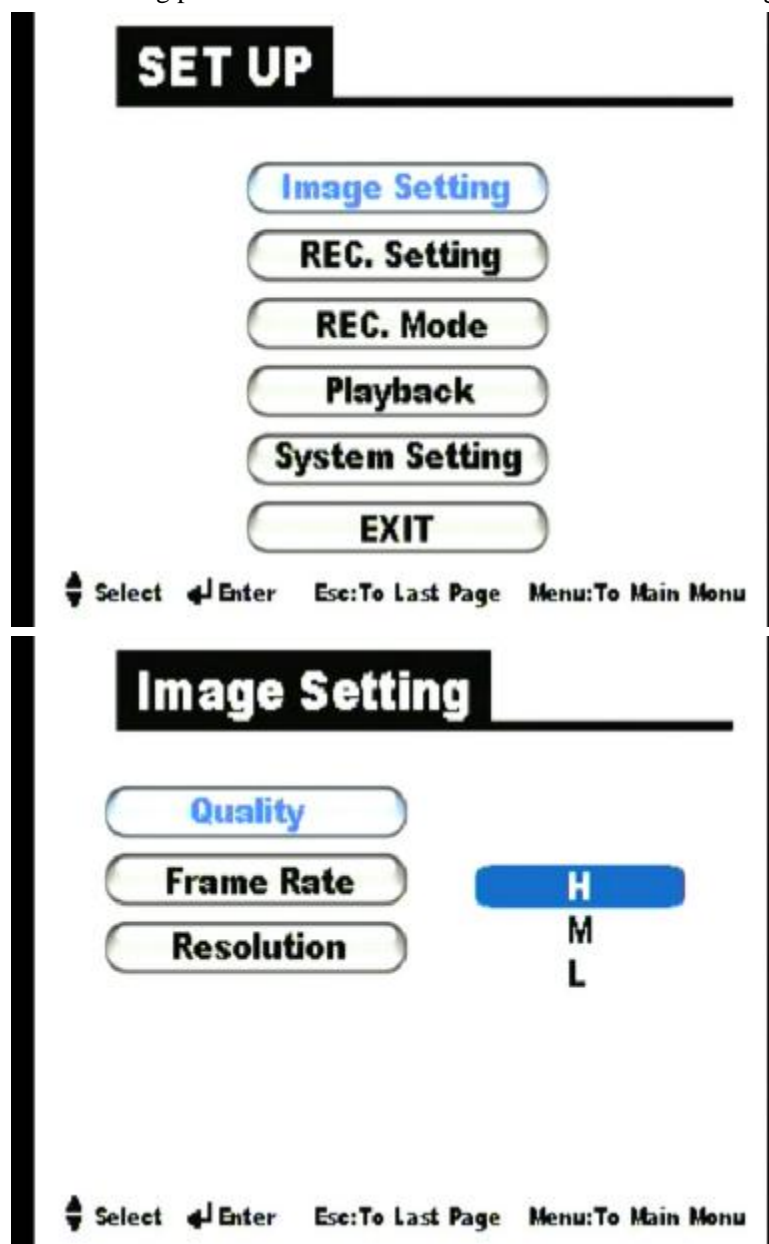 SET UP
Image Setting
REC. Setting
REC. Mode
Playback
System Setting
EXIT
Select Enter Esc:To Last Page Menu:To Main Monu
Image Setting
Quality
Frame Rate
Resolution
H
M
L
Select Enter Esc:To Last Page Menu:To Main Monu